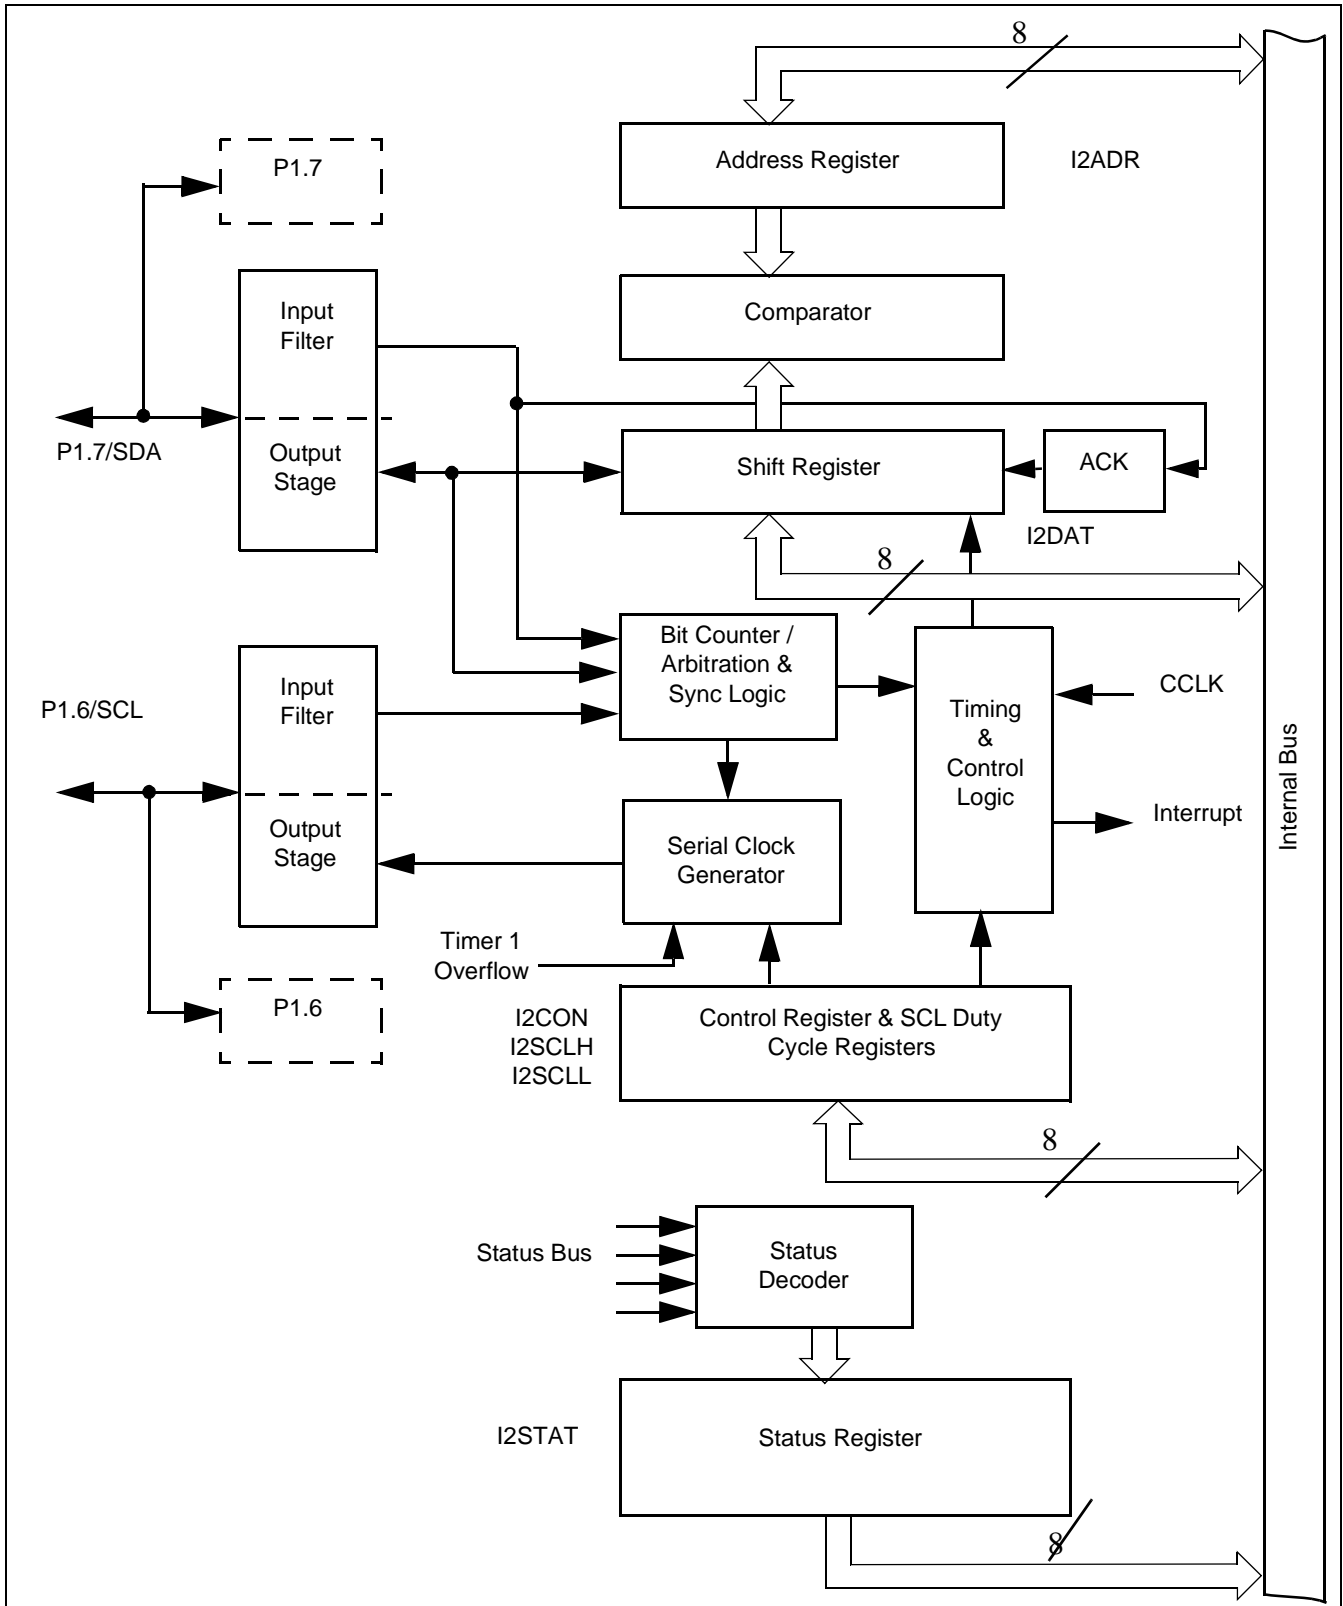 8
P1.7
Address Register
I2ADR
Input
Filter
Comparator
P1.7/SDA
Output
Stage
Shift Register
ACK
I2DAT
8
Bit Counter /
Arbitration &
Sync Logic
P1.6/SCL
Input
Filter
CCLK
Timing
&
Control
Logic
Internal Bus
Output
Stage
Serial Clock
Generator
Interrupt
Timer 1
Overflow
P1.6
I2CON
I2SCLH
I2SCLL
Control Register & SCL Duty
Cycle Registers
8
Status Bus
Status
Decoder
I2STAT
Status Register
8